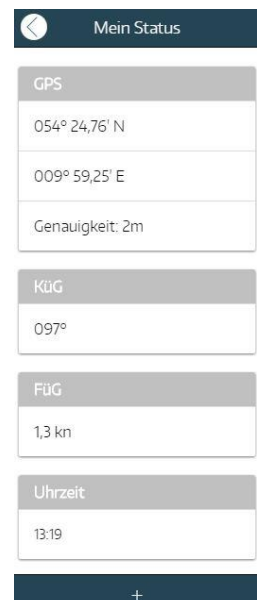 Mein Status
GPS
054° 24,76' N
009° 59,25' E
Genauigkeit: 2m
KüG
097°
FüG
1,3 kn
Uhrzeit
13:19
+